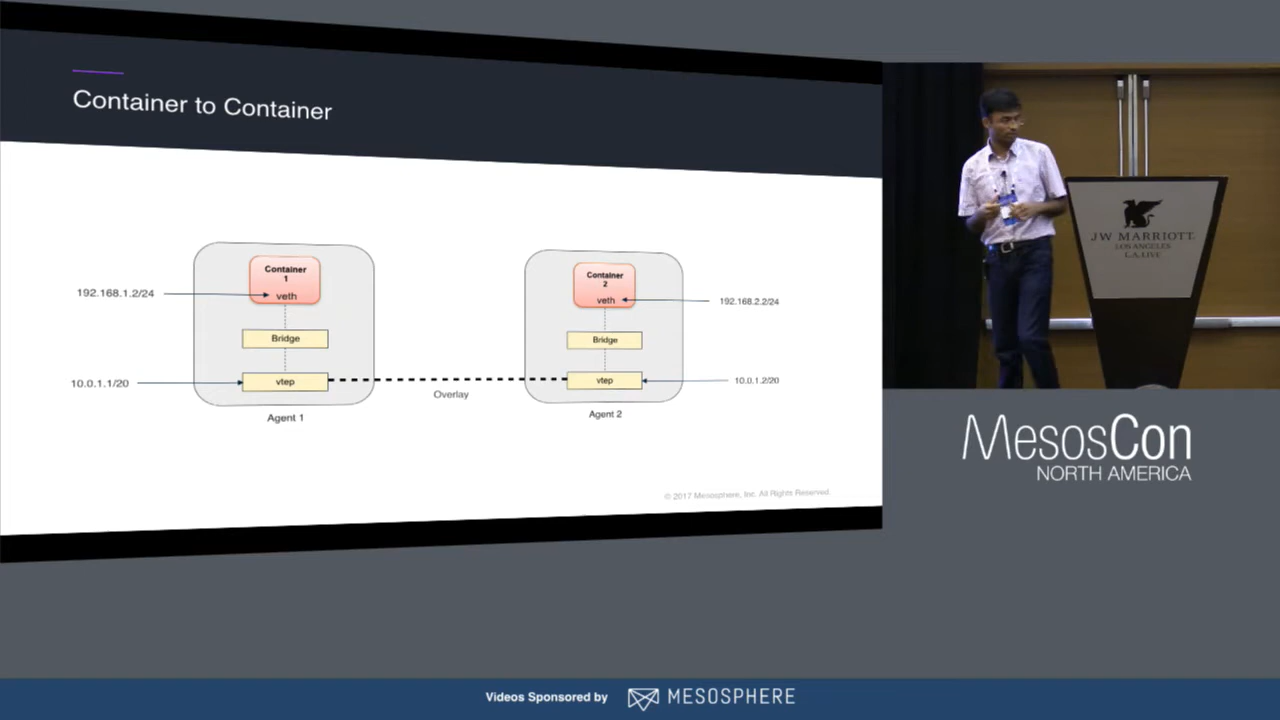 Container to Container
Container
1
veth
192.168.1.2/24
Bridge
10.0.1.1/20
vtep
Agent 1
Overlay
Container
2
veth
192.168.2.2/24
Bridge
vtep
10.0.1.2/20
Agent 2
© 2017 Mesosphere, Inc. All Rights Reserved.
JW MARRIOTT
LOS ANGELES
L.A. LIVE
MesosCon
NORTH AMERICA
Videos Sponsored by
MESOSPHERE